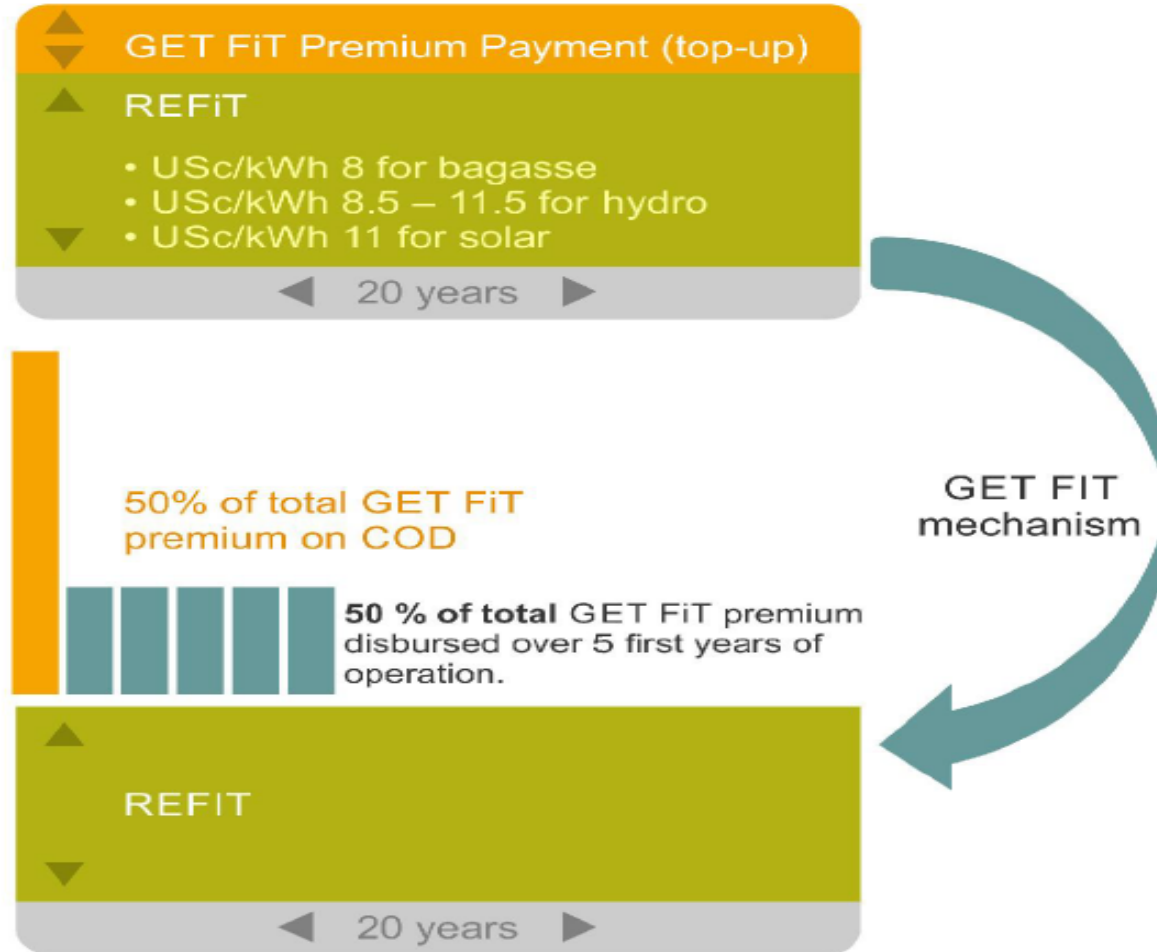 GET FiT Premium Payment (top-up)
REFiT
• USc/kWh 8 for bagasse
• USc/kWh 8.5 – 11.5 for hydro
• USc/kWh 11 for solar
20 years
50% of total GET FiT
premium on COD
GET FIT
mechanism
50 % of total GET FiT premium
disbursed over 5 first years of
operation.
REFIT
20 years